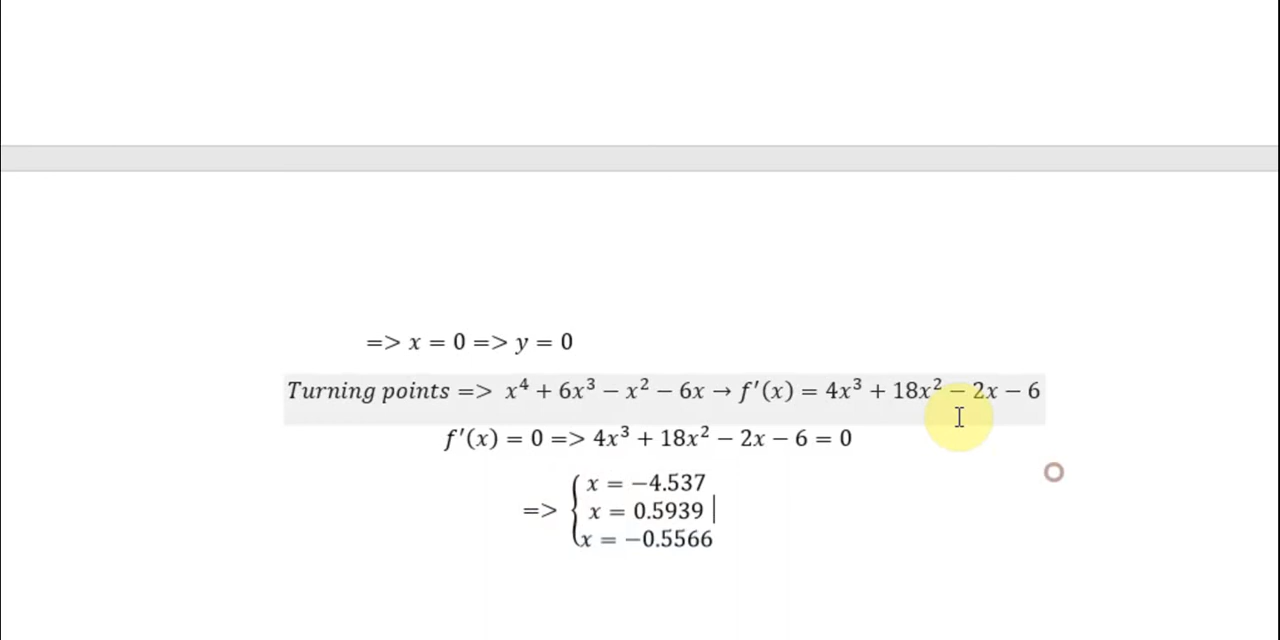 => x = 0 => y = 0
Turning points => x⁴ + 6x³ − x² − 6x → f′(x) = 4x³ + 18x² − 2x − 6
f′(x) = 0 => 4x³ + 18x² − 2x − 6 = 0
=> { x = −4.537
x = 0.5939
x = −0.5566